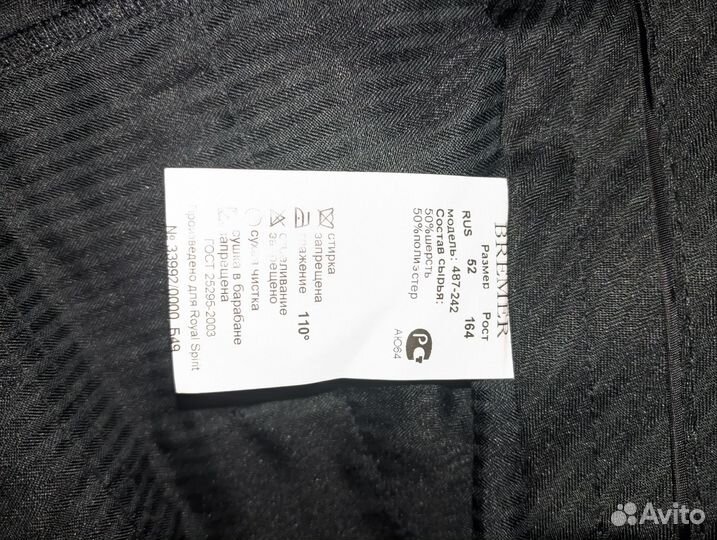 BREMER
Размер Рост
RUS 52 164
модель: 487-242
Состав сырья:
50%шерсть
50%полиэстер
РС
АЮ64
стирка
запрещена
глажение 110°
отбеливание
запрещено
сухая чистка
сушка в барабане
запрещена
ГОСТ 25295-2003
Произведено для Royal Spirit
№ 33992/0000 549
Avito